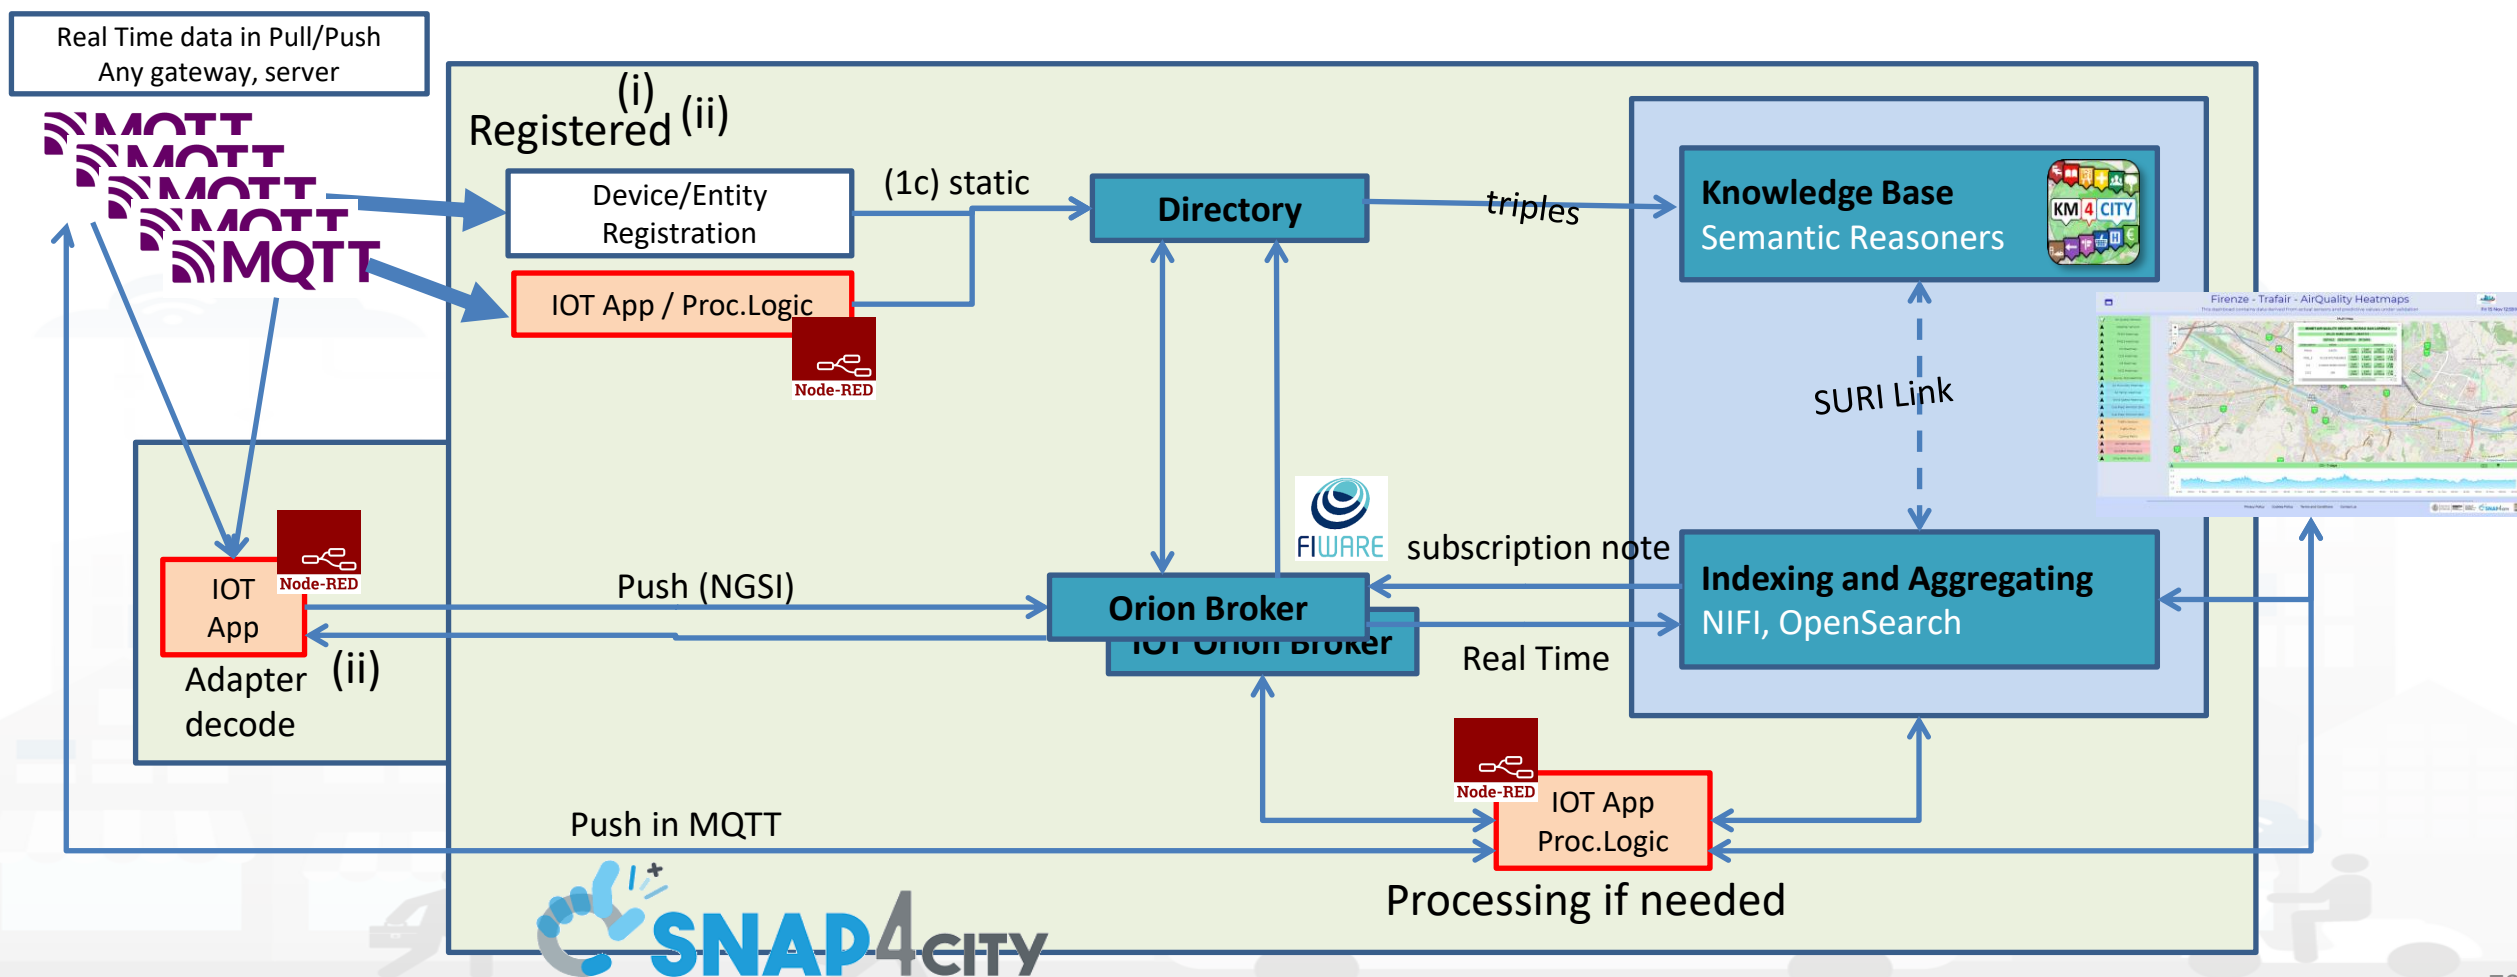 Real Time data in Pull/Push
Any gateway, server
MQTT
MQTT
MQTT
MQTT
MQTT
(i)
Registered (ii)
Device/Entity
Registration
(1c) static
Directory
triples
Knowledge Base
Semantic Reasoners
KM 4 CITY
IOT App / Proc.Logic
Node-RED
SURI Link
Firenze - Trafair - AirQuality Heatmaps
FIWARE
subscription note
Indexing and Aggregating
NIFI, OpenSearch
Node-RED
IOT
App
Adapter
decode
(ii)
Push (NGSI)
Orion Broker
IOT Orion Broker
Real Time
Node-RED
IOT App
Proc.Logic
Push in MQTT
Processing if needed
SNAP4CITY